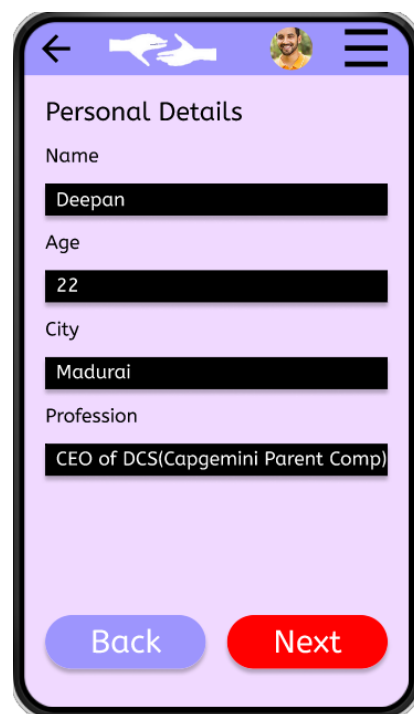 Personal Details
Name
Deepan
Age
22
City
Madurai
Profession
CEO of DCS(Capgemini Parent Comp)
Back
Next